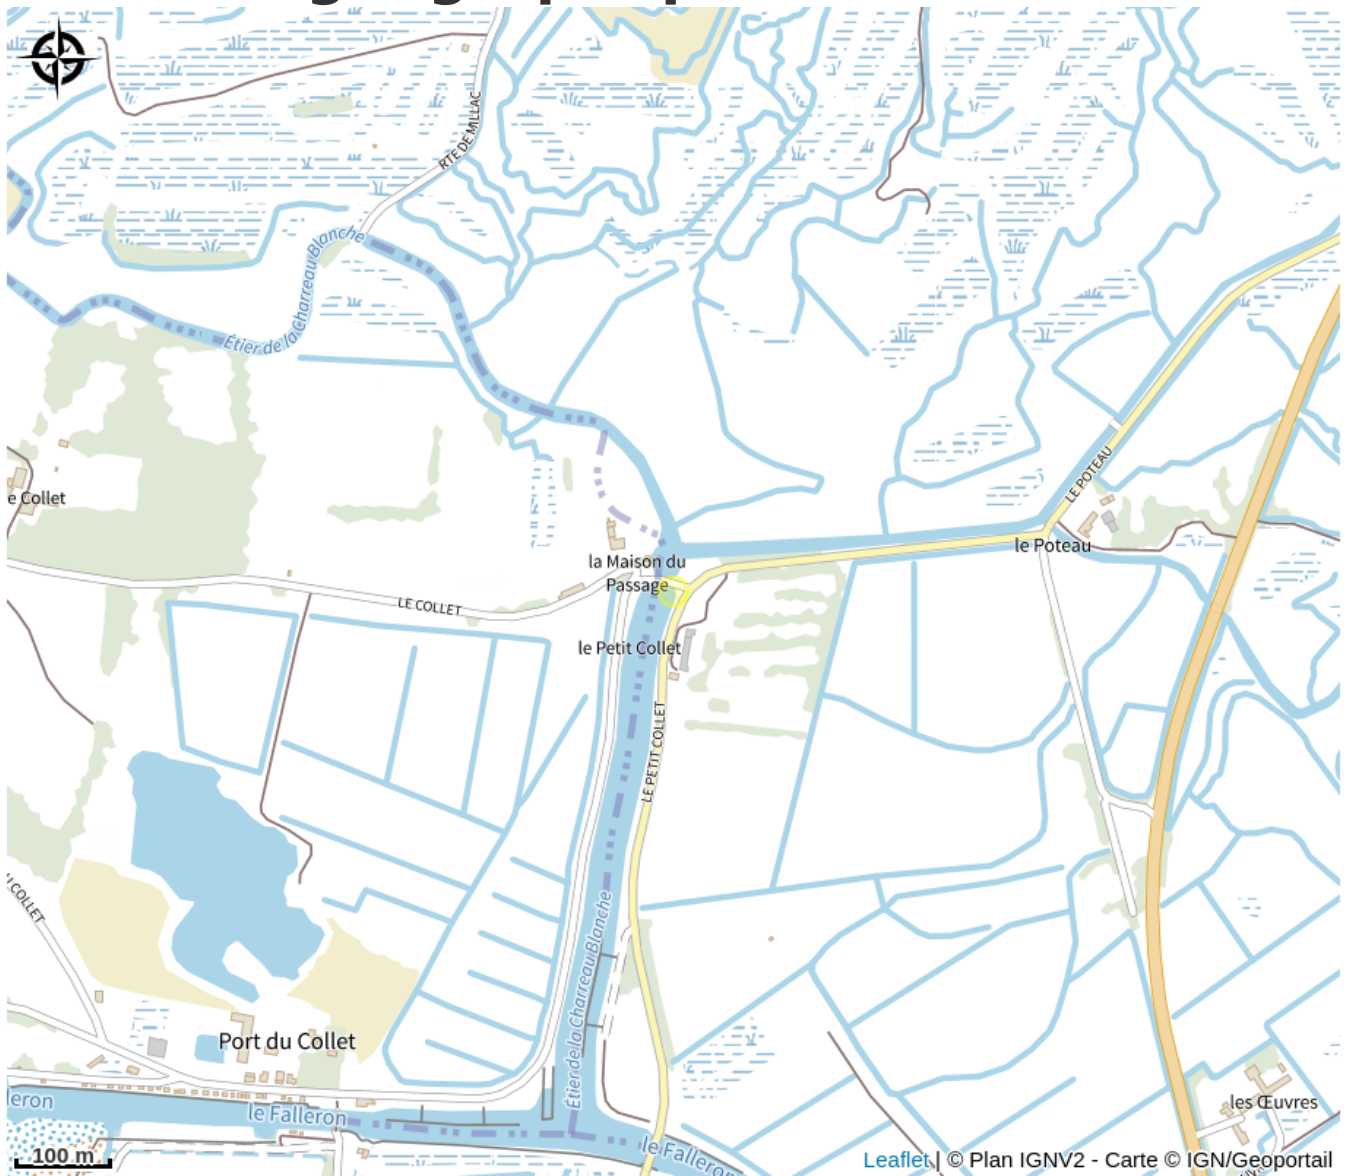 RTE DE MILLAC
Étier de la Charreau Blanche
LE POTEAU
e Collet
le Poteau
la Maison du
Passage
LE COLLET
le Petit Collet
LE PETIT COLLET
U COLLET
Étier de la Charreau Blanche
Port du Collet
leron
le Falleron
les Œuvres
le Falleron
100 m
Leaflet | © Plan IGNV2 - Carte © IGN/Geoportail